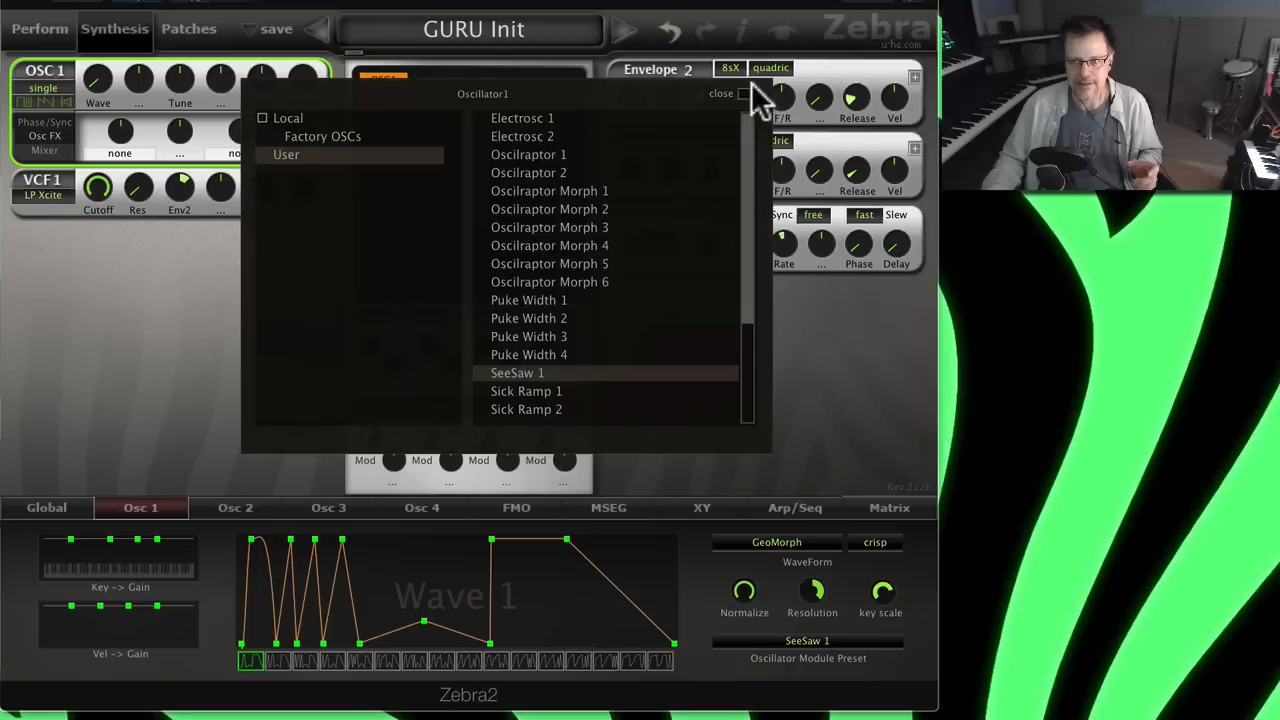 Perform Synthesis Patches save GURU Init Zebra
u-he.com
OSC 1
single
Wave ... Tune ...
Phase/Sync
Osc FX
Mixer
none ... no
VCF1
LP Xcite
Cutoff Res Env2 ...
Envelope 2 8sX quadric
F/R Release Vel
dric
F/R Release Vel
Sync free fast Slew
Rate ... Phase Delay
Oscillator1
close
Local
Factory OSCs
User
Electrosc 1
Electrosc 2
Oscilraptor 1
Oscilraptor 2
Oscilraptor Morph 1
Oscilraptor Morph 2
Oscilraptor Morph 3
Oscilraptor Morph 4
Oscilraptor Morph 5
Oscilraptor Morph 6
Puke Width 1
Puke Width 2
Puke Width 3
Puke Width 4
SeeSaw 1
Sick Ramp 1
Sick Ramp 2
Mod Mod Mod Mod
... ... ... ...
Global Osc 1 Osc 2 Osc 3 Osc 4 FMO MSEG XY Arp/Seq Matrix
Key -> Gain
Vel -> Gain
Wave 1
GeoMorph crisp
WaveForm
Normalize Resolution key scale
SeeSaw 1
Oscillator Module Preset
Zebra2